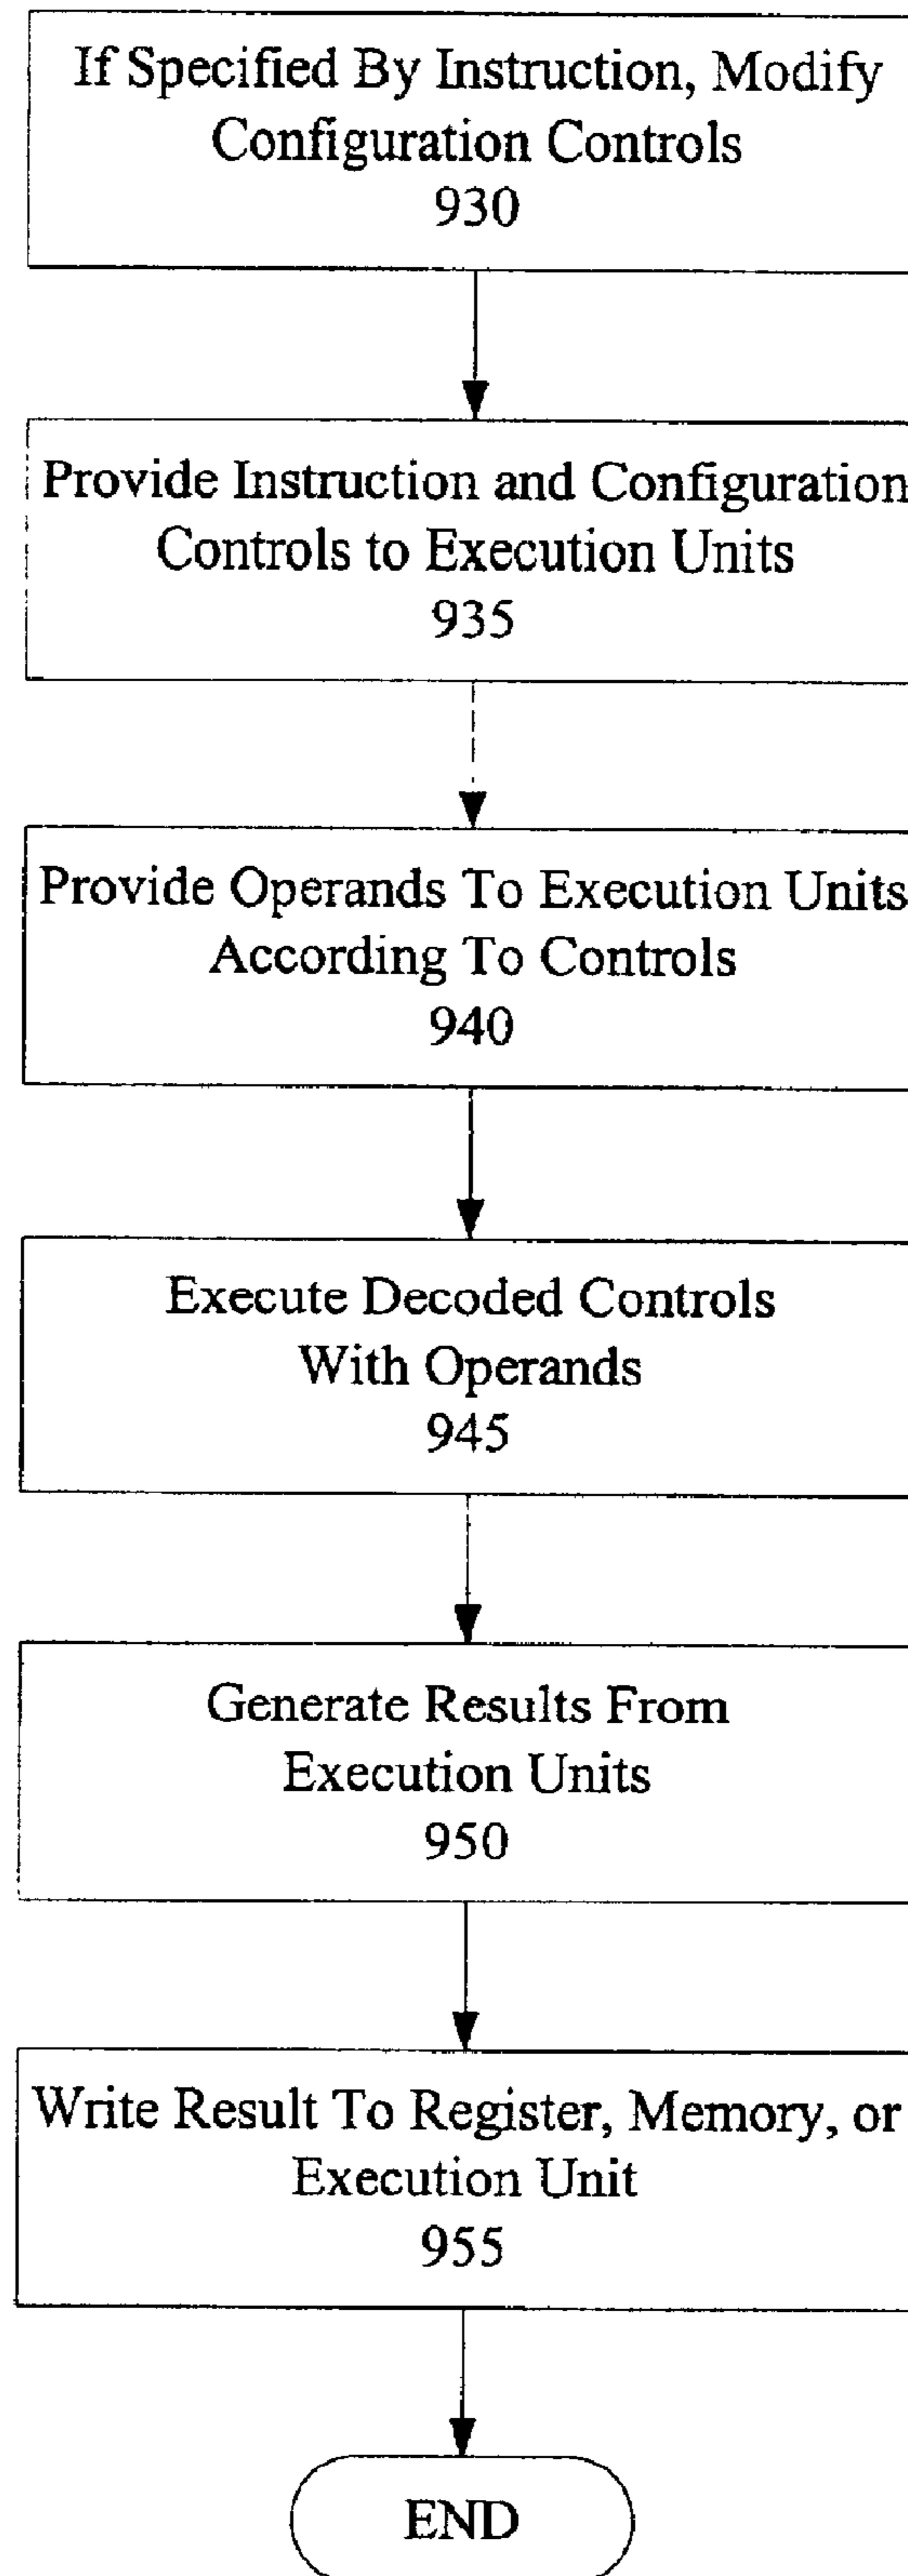 If Specified By Instruction, Modify
Configuration Controls
930
Provide Instruction and Configuration
Controls to Execution Units
935
Provide Operands To Execution Units
According To Controls
940
Execute Decoded Controls
With Operands
945
Generate Results From
Execution Units
950
Write Result To Register, Memory, or
Execution Unit
955
END